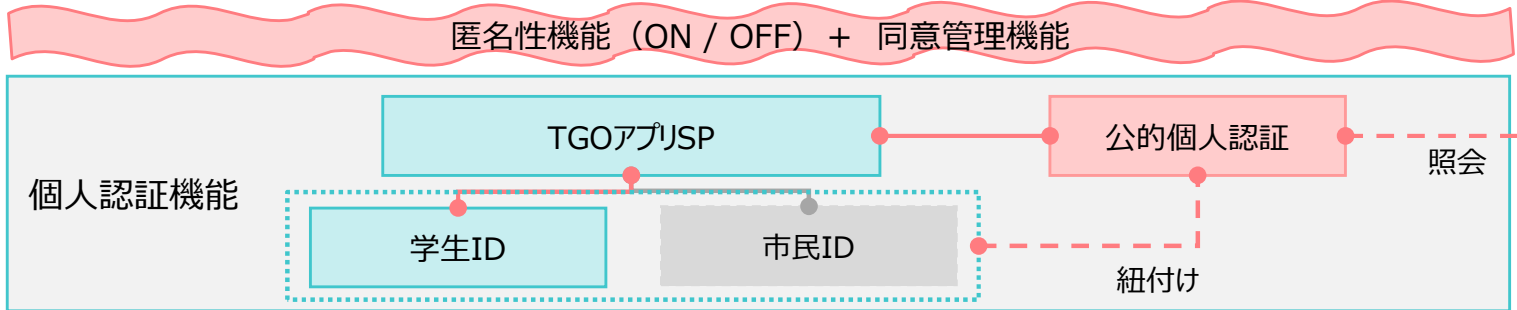 匿名性機能（ON / OFF）＋ 同意管理機能
TGOアプリSP
公的個人認証
照会
個人認証機能
学生ID
市民ID
紐付け